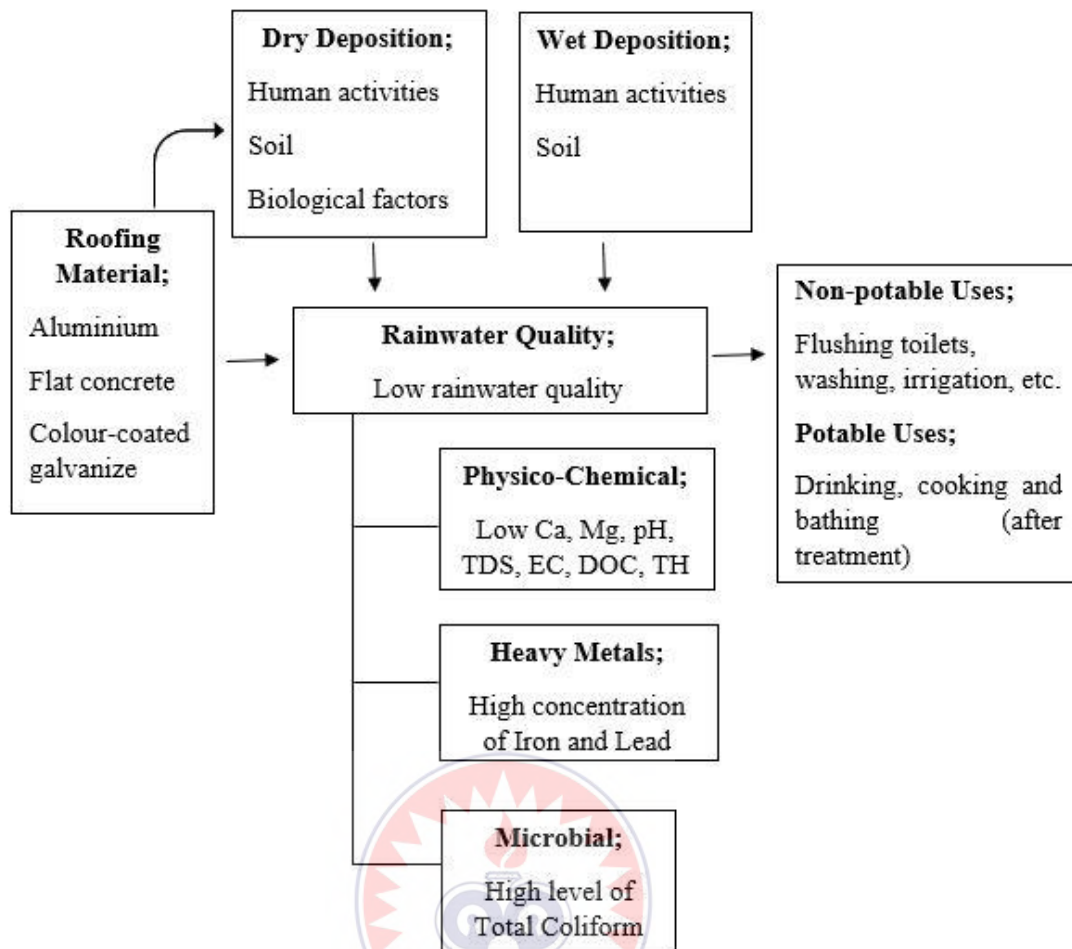 Dry Deposition;
Human activities
Soil
Biological factors
Wet Deposition;
Human activities
Soil
Roofing
Material;
Aluminium
Flat concrete
Colour-coated
galvanize
Rainwater Quality;
Low rainwater quality
Non-potable Uses;
Flushing toilets,
washing, irrigation, etc.
Potable Uses;
Drinking, cooking and
bathing (after
treatment)
Physico-Chemical;
Low Ca, Mg, pH,
TDS, EC, DOC, TH
Heavy Metals;
High concentration
of Iron and Lead
Microbial;
High level of
Total Coliform